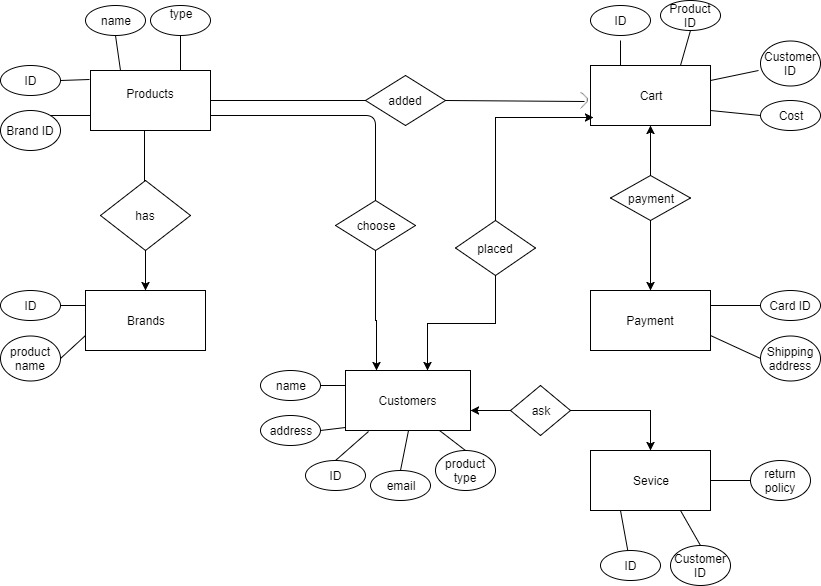 name
type
ID
Product
ID
ID
Products
Brand ID
added
Cart
Customer
ID
Cost
has
choose
placed
payment
ID
product
name
Brands
Payment
Card ID
Shipping
address
name
address
Customers
ask
ID
email
product
type
Sevice
return
policy
ID
Customer
ID